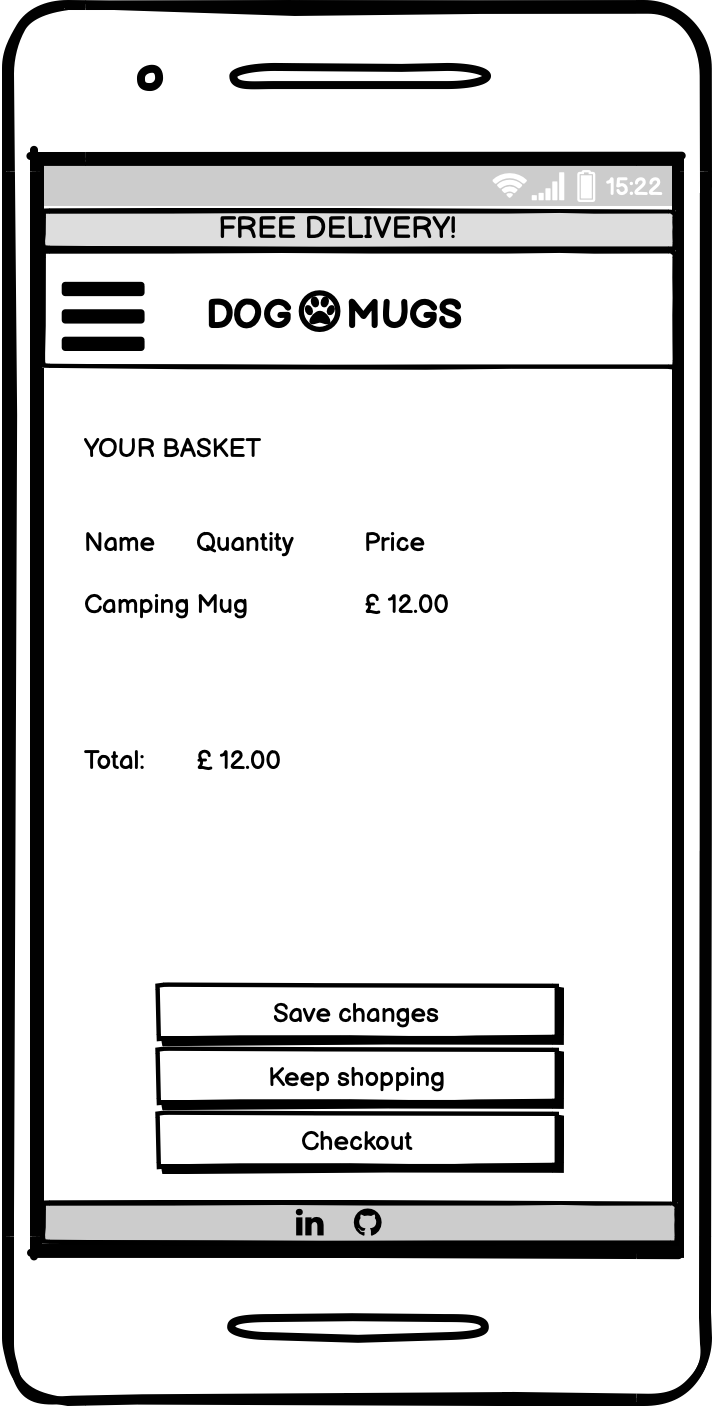 15:22
FREE DELIVERY!
DOG MUGS
YOUR BASKET
Name Quantity Price
Camping Mug £ 12.00
Total: £ 12.00
Save changes
Keep shopping
Checkout
in